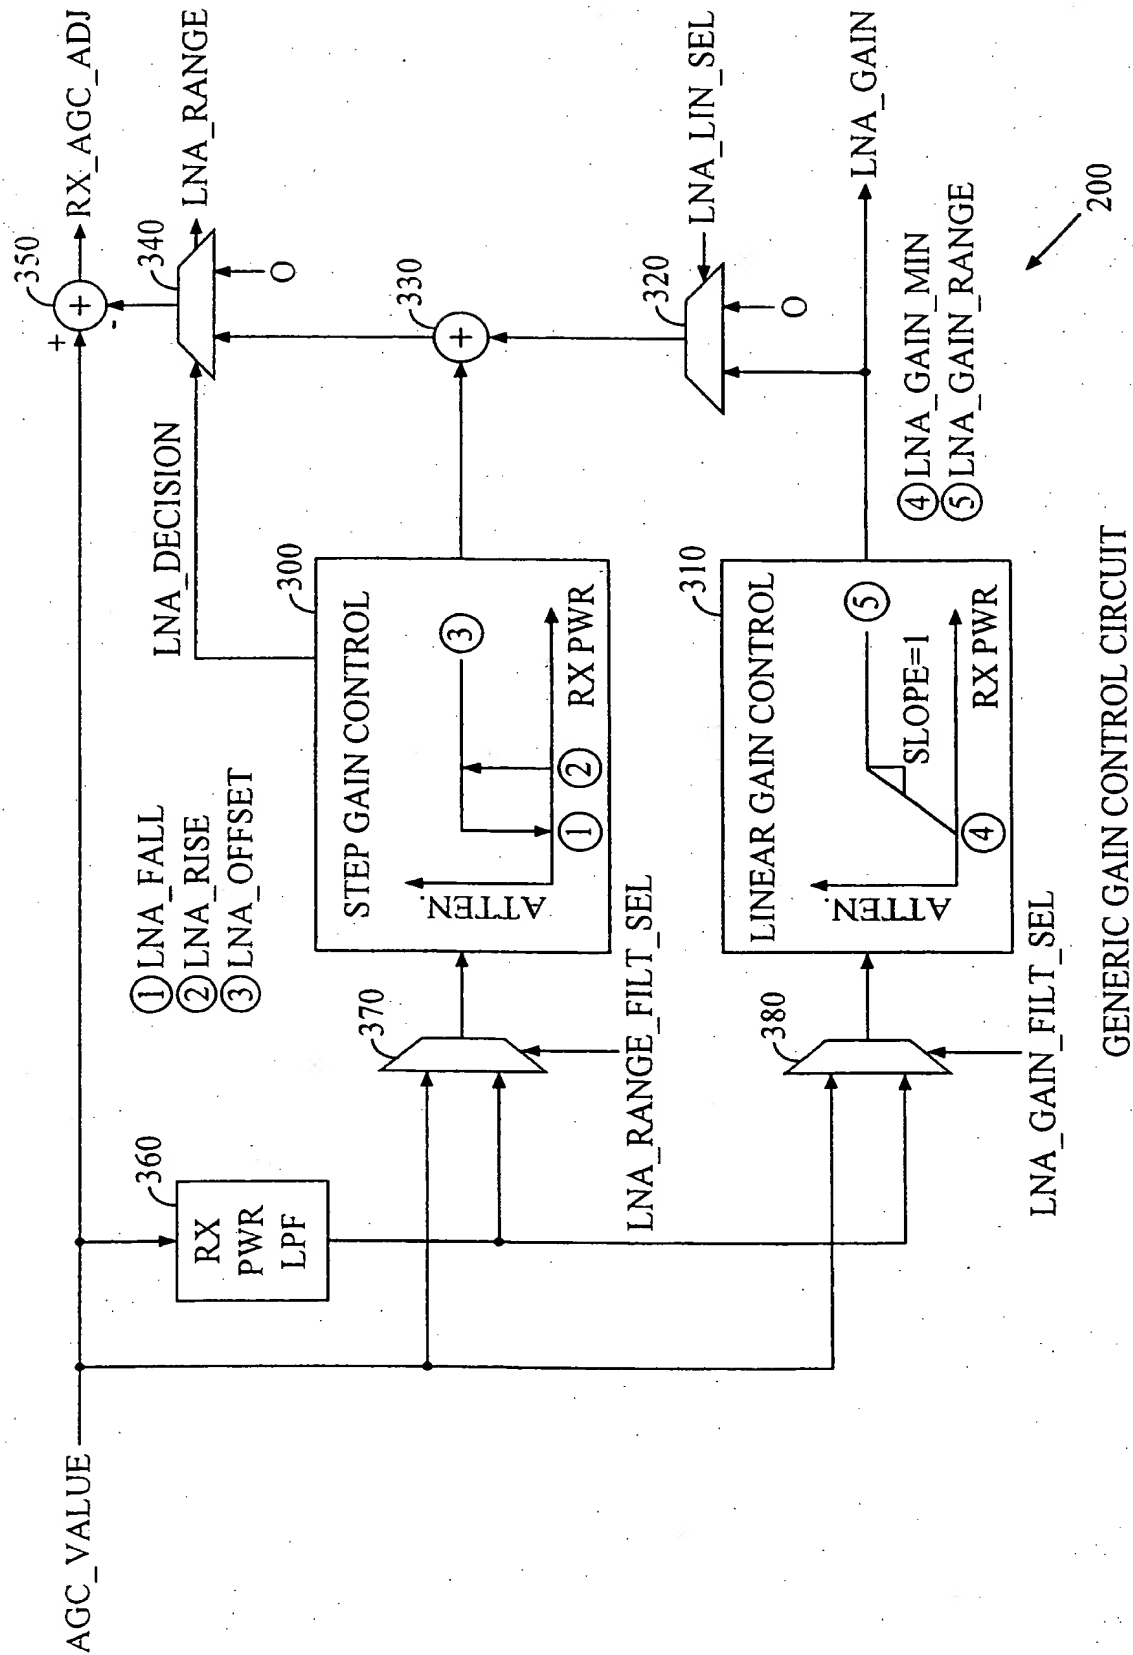 AGC_VALUE
RX_AGC_ADJ
350
+
+
-
LNA_RANGE
340
O
LNA_DECISION
① LNA_FALL
② LNA_RISE
③ LNA_OFFSET
360
RX
PWR
LPF
370
LNA_RANGE_FILT_SEL
300
STEP GAIN CONTROL
ATTEN.
③
①
②
RX PWR
330
+
LNA_LIN_SEL
320
O
380
LNA_GAIN_FILT_SEL
310
LINEAR GAIN CONTROL
ATTEN.
⑤
SLOPE=1
④
RX PWR
LNA_GAIN
④ LNA_GAIN_MIN
⑤ LNA_GAIN_RANGE
200
GENERIC GAIN CONTROL CIRCUIT